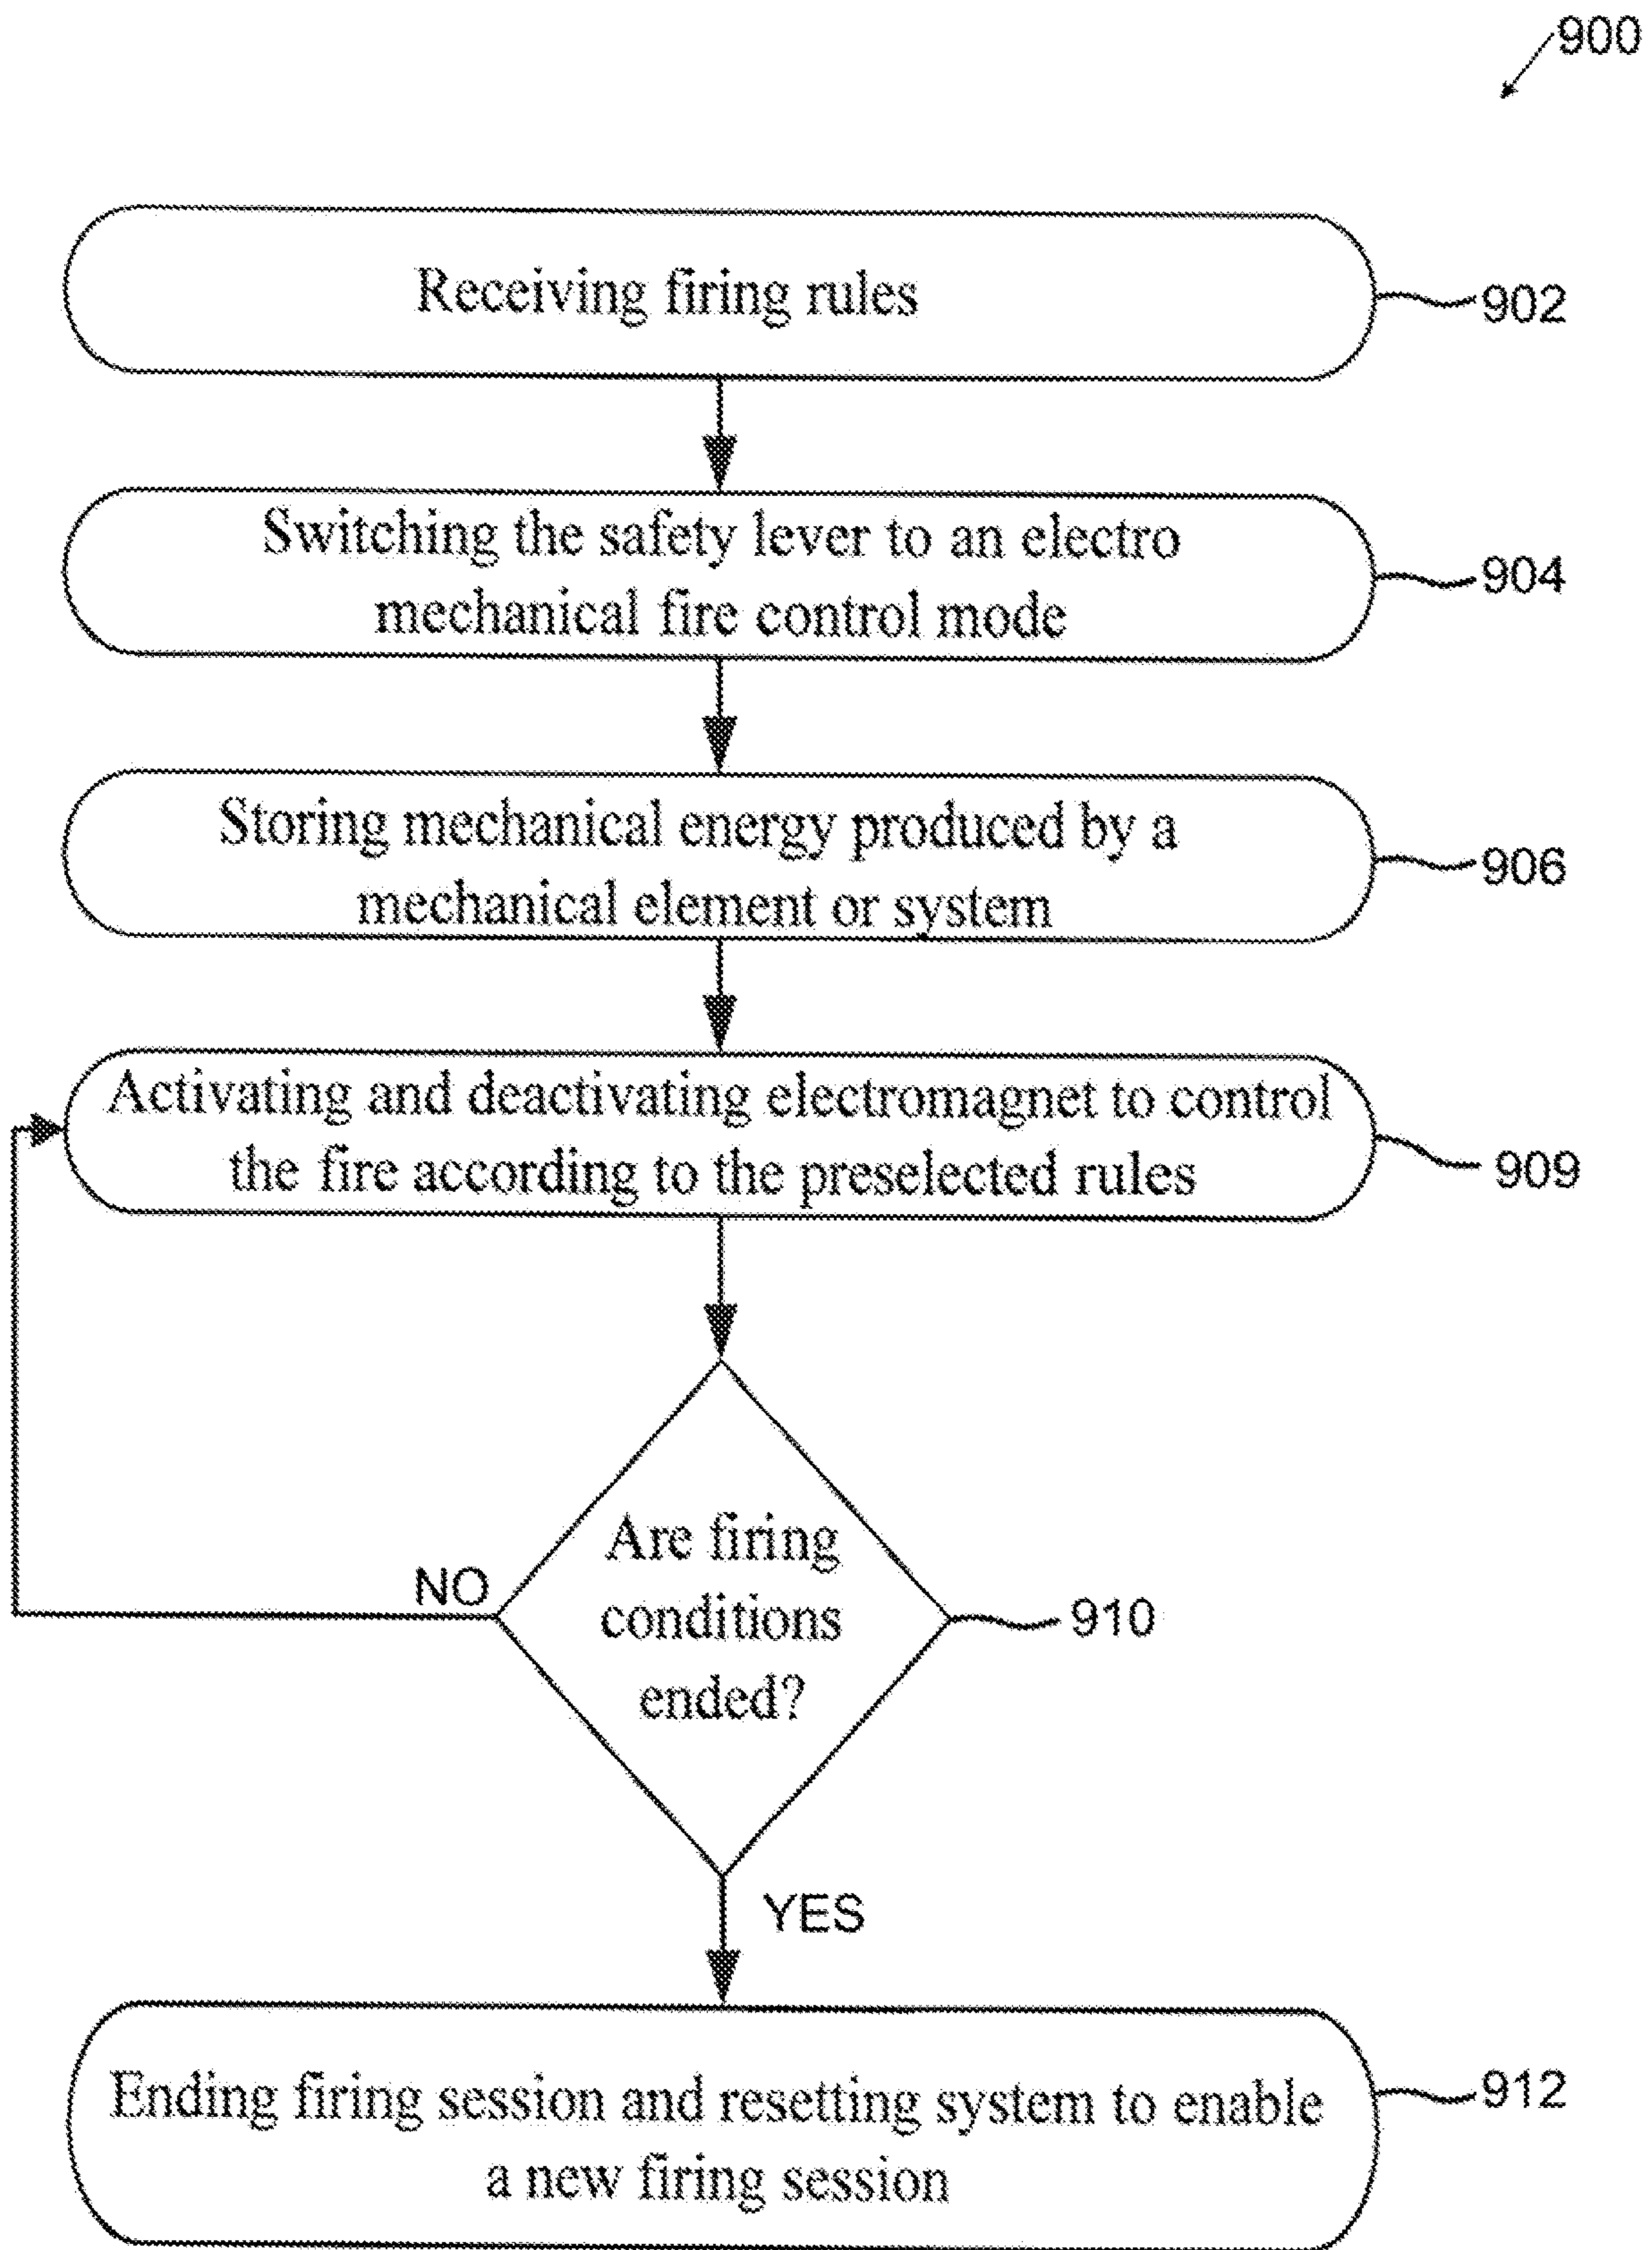 900
Receiving firing rules
902
Switching the safety lever to an electro
mechanical fire control mode
904
Storing mechanical energy produced by a
mechanical element or system
906
Activating and deactivating electromagnet to control
the fire according to the preselected rules
909
Are firing
conditions
ended?
NO
910
YES
Ending firing session and resetting system to enable
a new firing session
912